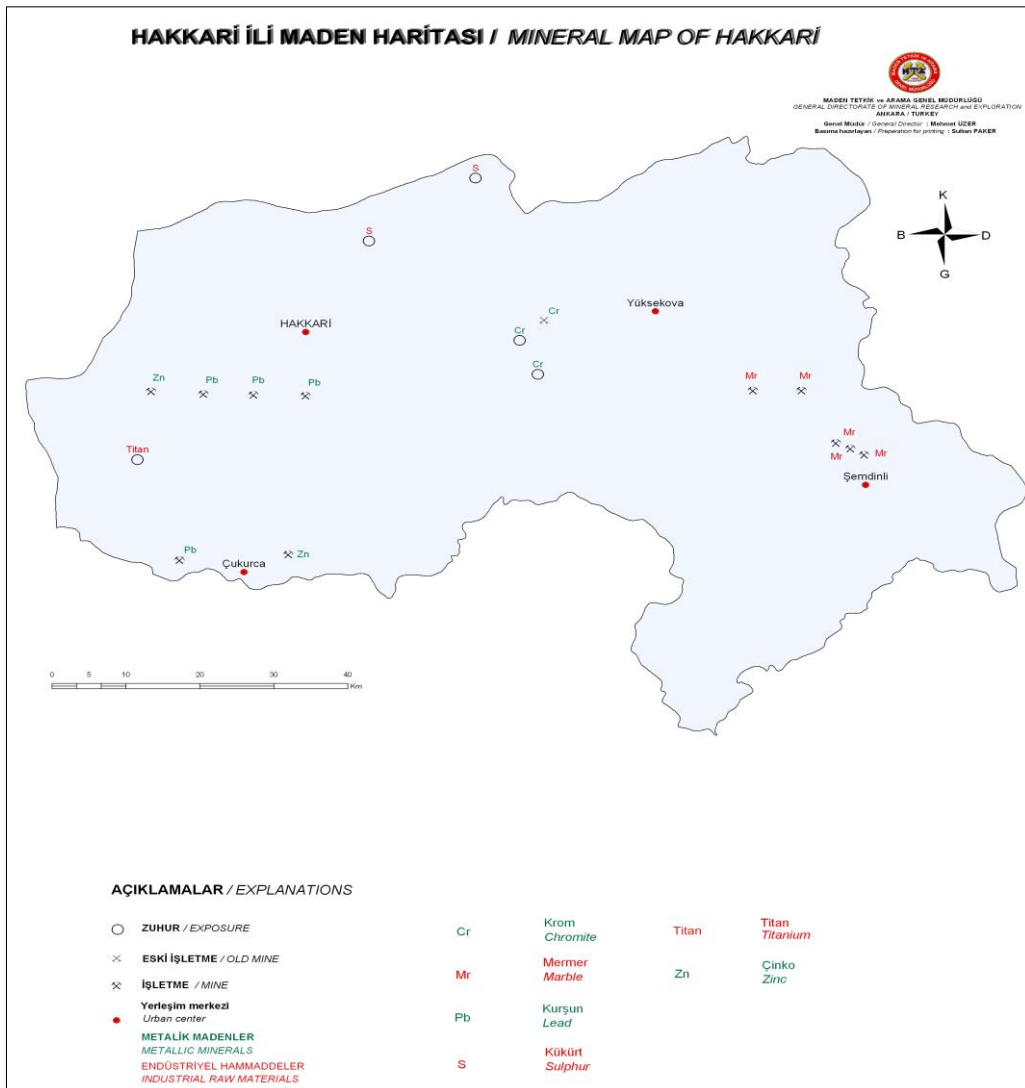 HAKKARİ İLİ MADEN HARİTASI / MINERAL MAP OF HAKKARİ
MTA
MADEN TETKİK ve ARAMA GENEL MÜDÜRLÜĞÜ
GENERAL DIRECTORATE OF MINERAL RESEARCH and EXPLORATION
ANKARA / TURKEY
Genel Müdür / General Director : Mehmet ÜZER
Basıma hazırlayan / Preparation for printing : Sultan PAKER
S
K
B
D
G
S
Yüksekova
Cr
HAKKARİ
Cr
Cr
Zn
Pb
Pb
Pb
Mr
Mr
Titan
Mr
Mr
Mr
Şemdinli
Pb
Zn
Çukurca
0 5 10 20 30 40
Km
AÇIKLAMALAR / EXPLANATIONS
ZUHUR / EXPOSURE
ESKİ İŞLETME / OLD MINE
İŞLETME / MINE
Yerleşim merkezi
Urban center
METALİK MADENLER
METALLIC MINERALS
ENDÜSTRİYEL HAMMADDELER
INDUSTRIAL RAW MATERIALS
Cr
Krom
Chromite
Mr
Mermer
Marble
Pb
Kurşun
Lead
S
Kükürt
Sulphur
Titan
Titan
Titanium
Zn
Çinko
Zinc